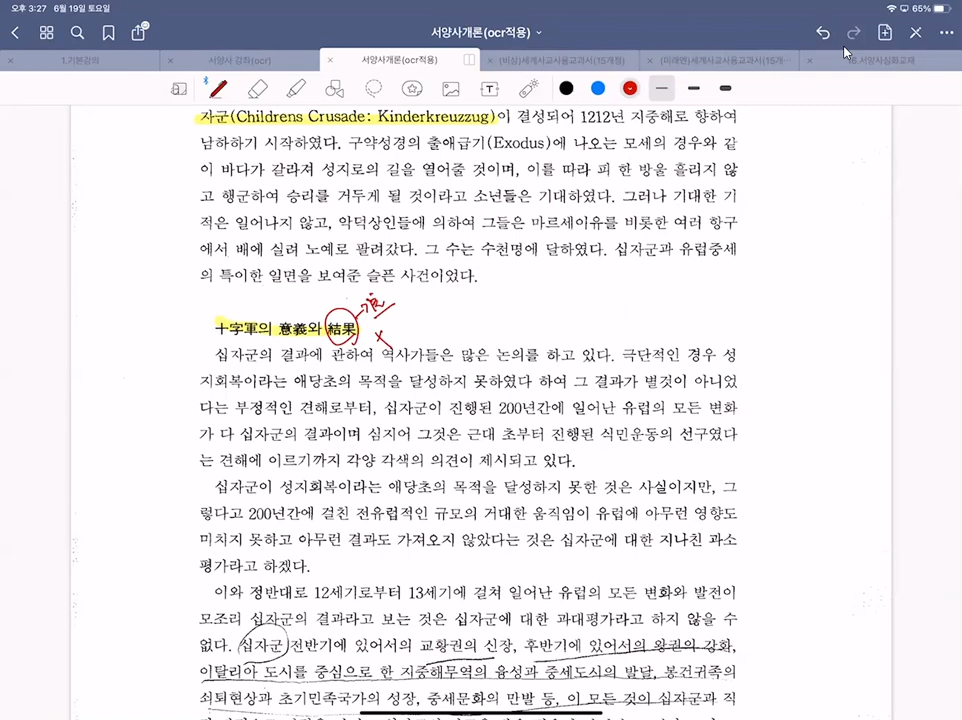 오후 3:27 6월 19일 토요일
65%
서양사개론(ocr적용)
1.기본강의
서양사 강좌(ocr)
서양사개론(ocr적용)
(비상)세계사교사용교과서(15개정)
(미래엔)세계사교사용교과서(15개…
16.서양사심화교재
자군(Childrens Crusade: Kinderkreuzzug)이 결성되어 1212년 지중해로 향하여
남하하기 시작하였다. 구약성경의 출애급기(Exodus)에 나오는 모세의 경우와 같
이 바다가 갈라져 성지로의 길을 열어줄 것이며, 이를 따라 피 한 방울 흘리지 않
고 행군하여 승리를 거두게 될 것이라고 소년들은 기대하였다. 그러나 기대한 기
적은 일어나지 않고, 악덕상인들에 의하여 그들은 마르세이유를 비롯한 여러 항구
에서 배에 실려 노예로 팔려갔다. 그 수는 수천명에 달하였다. 십자군과 유럽중세
의 특이한 일면을 보여준 슬픈 사건이었다.
十字軍의 意義와 結果
십자군의 결과에 관하여 역사가들은 많은 논의를 하고 있다. 극단적인 경우 성
지회복이라는 애당초의 목적을 달성하지 못하였다 하여 그 결과가 별것이 아니었
다는 부정적인 견해로부터, 십자군이 진행된 200년간에 일어난 유럽의 모든 변화
가 다 십자군의 결과이며 심지어 그것은 근대 초부터 진행된 식민운동의 선구였다
는 견해에 이르기까지 각양 각색의 의견이 제시되고 있다.
십자군이 성지회복이라는 애당초의 목적을 달성하지 못한 것은 사실이지만, 그
렇다고 200년간에 걸친 전유럽적인 규모의 거대한 움직임이 유럽에 아무런 영향도
미치지 못하고 아무런 결과도 가져오지 않았다는 것은 십자군에 대한 지나친 과소
평가라고 하겠다.
이와 정반대로 12세기로부터 13세기에 걸쳐 일어난 유럽의 모든 변화와 발전이
모조리 십자군의 결과라고 보는 것은 십자군에 대한 과대평가라고 하지 않을 수
없다. 십자군 전반기에 있어서의 교황권의 신장, 후반기에 있어서의 왕권의 강화,
이탈리아 도시를 중심으로 한 지중해무역의 융성과 중세도시의 발달, 봉건귀족의
쇠퇴현상과 초기민족국가의 성장, 중세문화의 만발 등, 이 모든 것이 십자군과 직